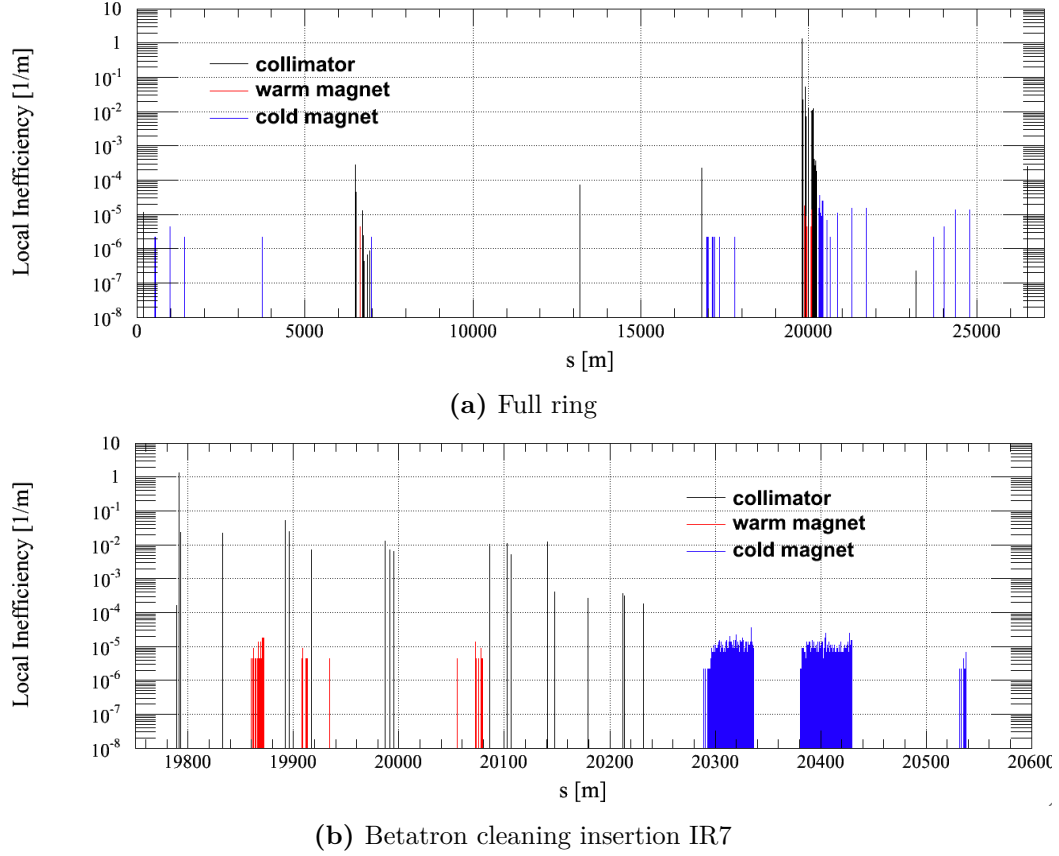 10
1
10-1
10-2
10-3
10-4
10-5
10-6
10-7
10-8
Local Inefficiency [1/m]
collimator
warm magnet
cold magnet
0 5000 10000 15000 20000 25000
s [m]
(a) Full ring
10
1
10-1
10-2
10-3
10-4
10-5
10-6
10-7
10-8
Local Inefficiency [1/m]
collimator
warm magnet
cold magnet
19800 19900 20000 20100 20200 20300 20400 20500 20600
s [m]
(b) Betatron cleaning insertion IR7